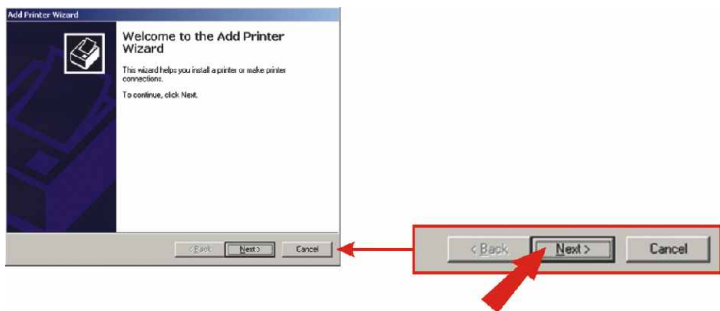 Add Printer Wizard
Welcome to the Add Printer
Wizard
This wizard helps you install a printer or make printer
connections.
To continue, click Next.
< Back Next > Cancel
< Back Next > Cancel